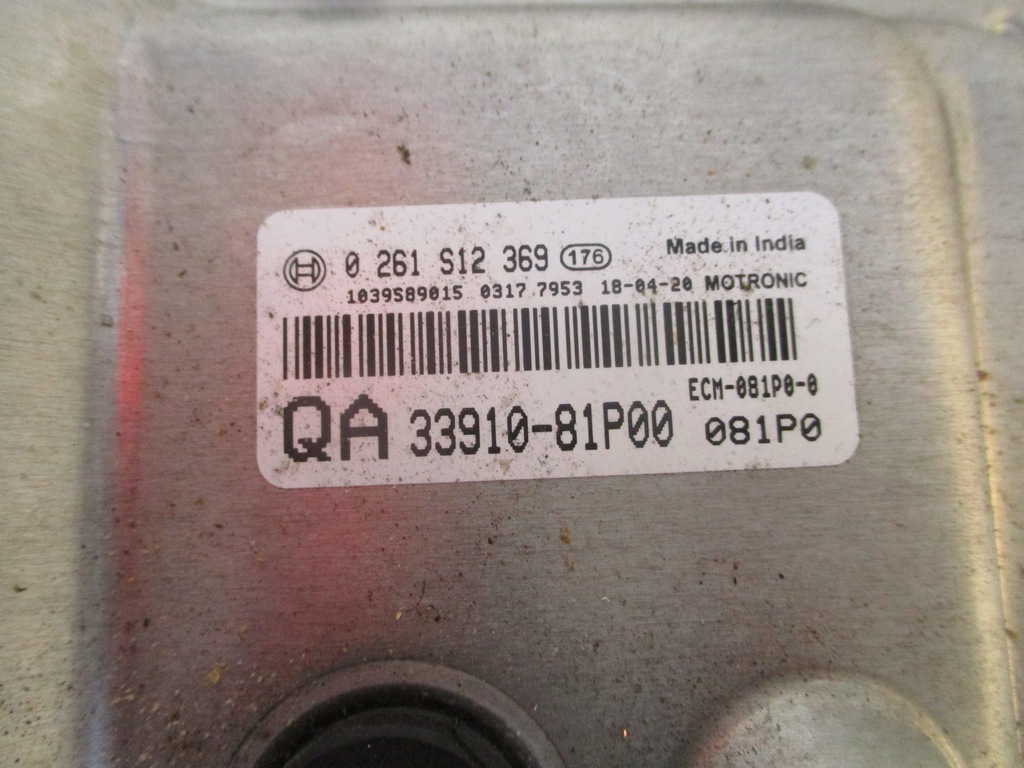 0 261 S12 369 176 Made in India
1039S89015 0317 7953 18-04-20 MOTRONIC
ECM-081P0-0
QA 33910-81P00 081P0